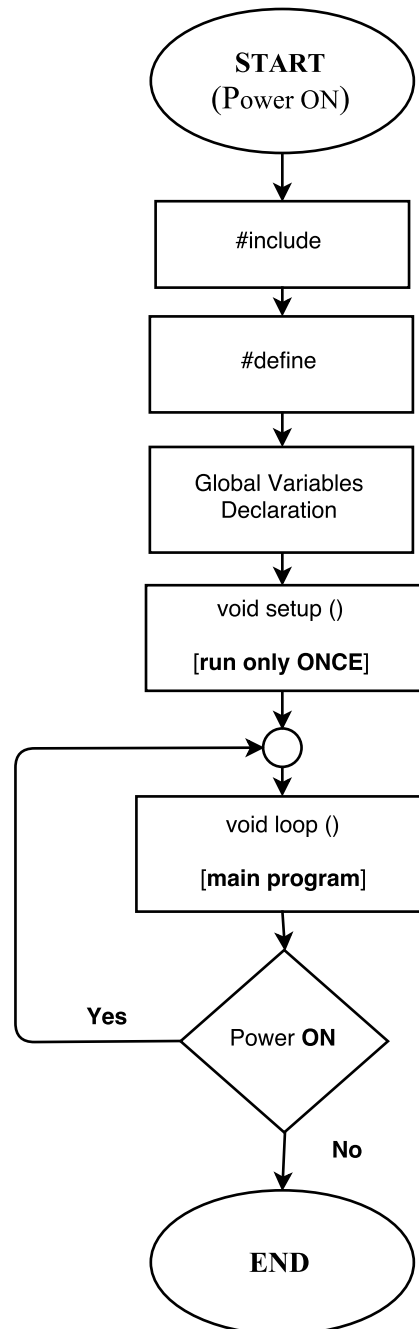 START
(Power ON)
#include
#define
Global Variables
Declaration
void setup ()
[run only ONCE]
void loop ()
[main program]
Yes
Power ON
No
END